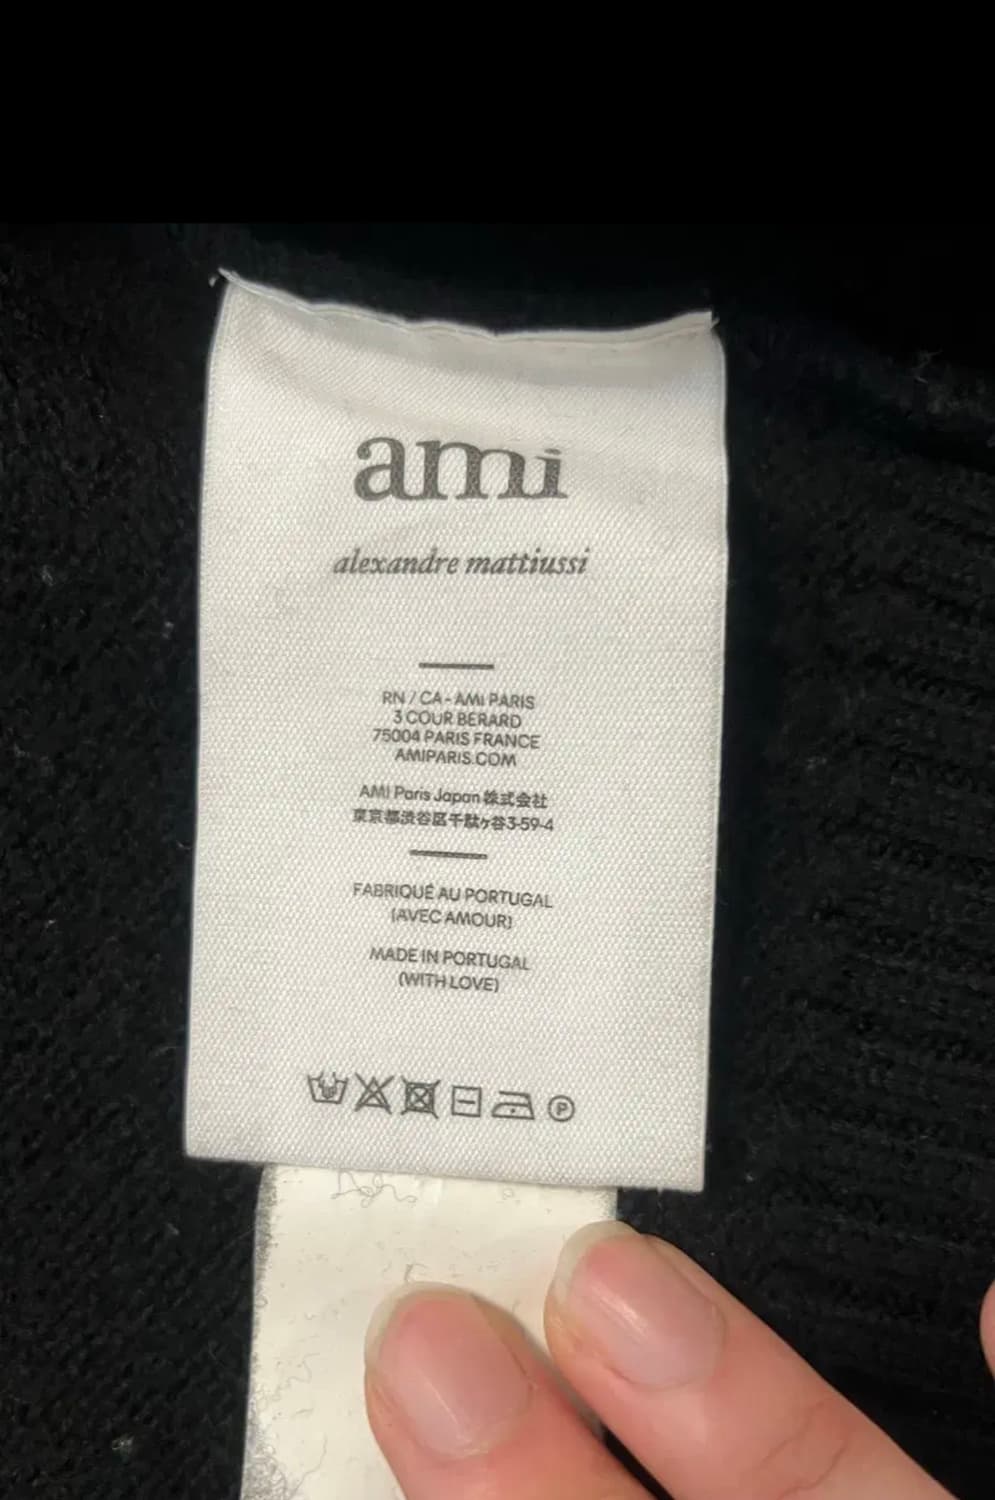 ami
alexandre mattiussi
RN / CA - AMI PARIS
3 COUR BERARD
75004 PARIS FRANCE
AMIPARIS.COM
AMI Paris Japan 株式会社
東京都渋谷区千駄ヶ谷3-59-4
FABRIQUÉ AU PORTUGAL
(AVEC AMOUR)
MADE IN PORTUGAL
(WITH LOVE)
P